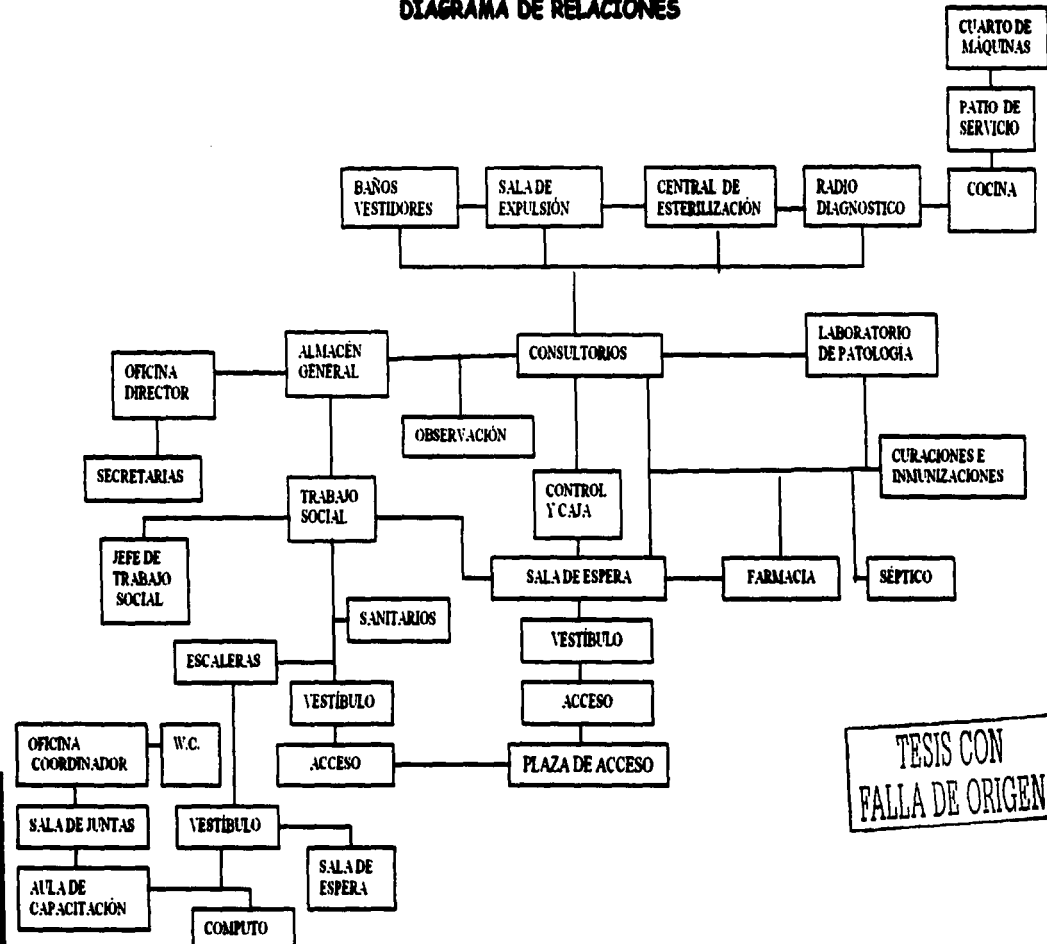 DIAGRAMA DE RELACIONES
CUARTO DE
MÁQUINAS
PATIO DE
SERVICIO
COCINA
BAÑOS
VESTIDORES
SALA DE
EXPULSIÓN
CENTRAL DE
ESTERILIZACIÓN
RADIO
DIAGNOSTICO
OFICINA
DIRECTOR
ALMACÉN
GENERAL
CONSULTORIOS
LABORATORIO
DE PATOLOGIA
OBSERVACIÓN
SECRETARIAS
TRABAJO
SOCIAL
CONTROL
Y CAJA
CURACIONES E
INMUNIZACIONES
JEFE DE
TRABAJO
SOCIAL
SALA DE ESPERA
FARMACIA
SÉPTICO
SANITARIOS
VESTÍBULO
ESCALERAS
VESTÍBULO
ACCESO
OFICINA
COORDINADOR
W.C.
ACCESO
PLAZA DE ACCESO
TESIS CON
FALLA DE ORIGEN
SALA DE JUNTAS
VESTÍBULO
SALA DE
ESPERA
AULA DE
CAPACITACIÓN
COMPUTO